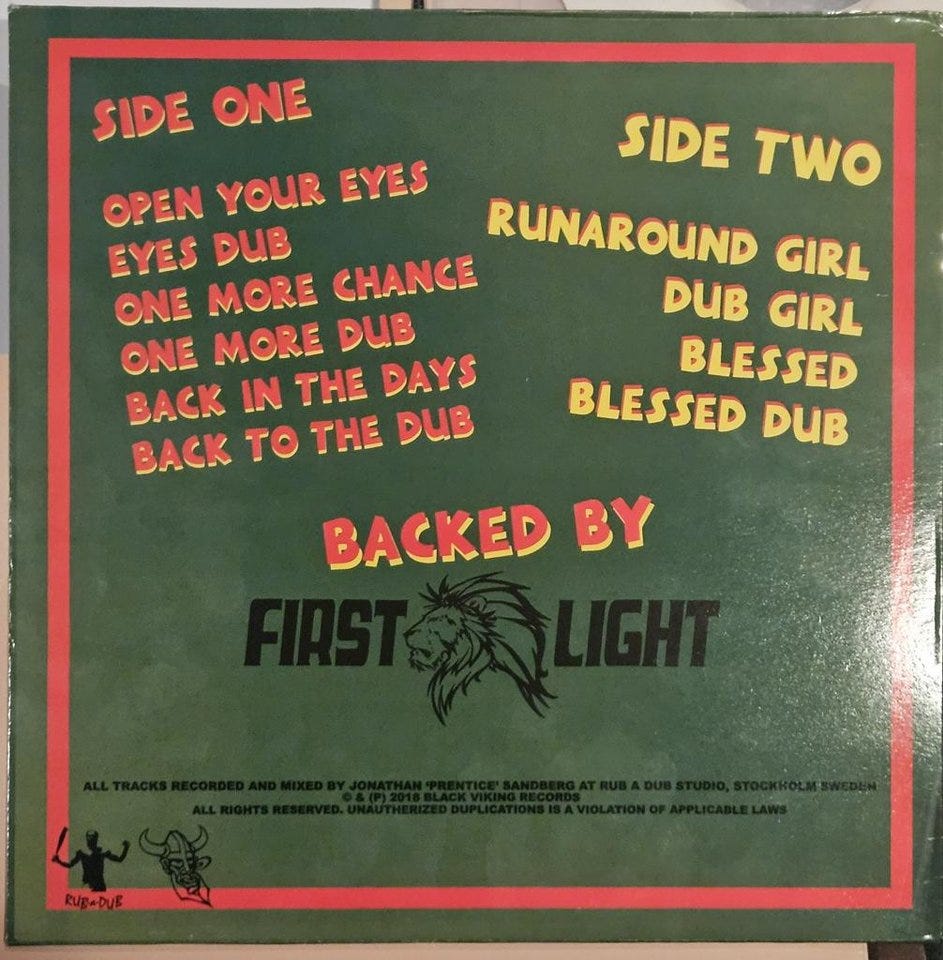 SIDE ONE
OPEN YOUR EYES
EYES DUB
ONE MORE CHANCE
ONE MORE DUB
BACK IN THE DAYS
BACK TO THE DUB
SIDE TWO
RUNAROUND GIRL
DUB GIRL
BLESSED
BLESSED DUB
BACKED BY
FIRST LIGHT
ALL TRACKS RECORDED AND MIXED BY JONATHAN 'PRENTICE' SANDBERG AT RUB A DUB STUDIO, STOCKHOLM SWEDEN
© & (P) 2018 BLACK VIKING RECORDS
ALL RIGHTS RESERVED. UNAUTHERIZED DUPLICATIONS IS A VIOLATION OF APPLICABLE LAWS
RUB-A-DUB